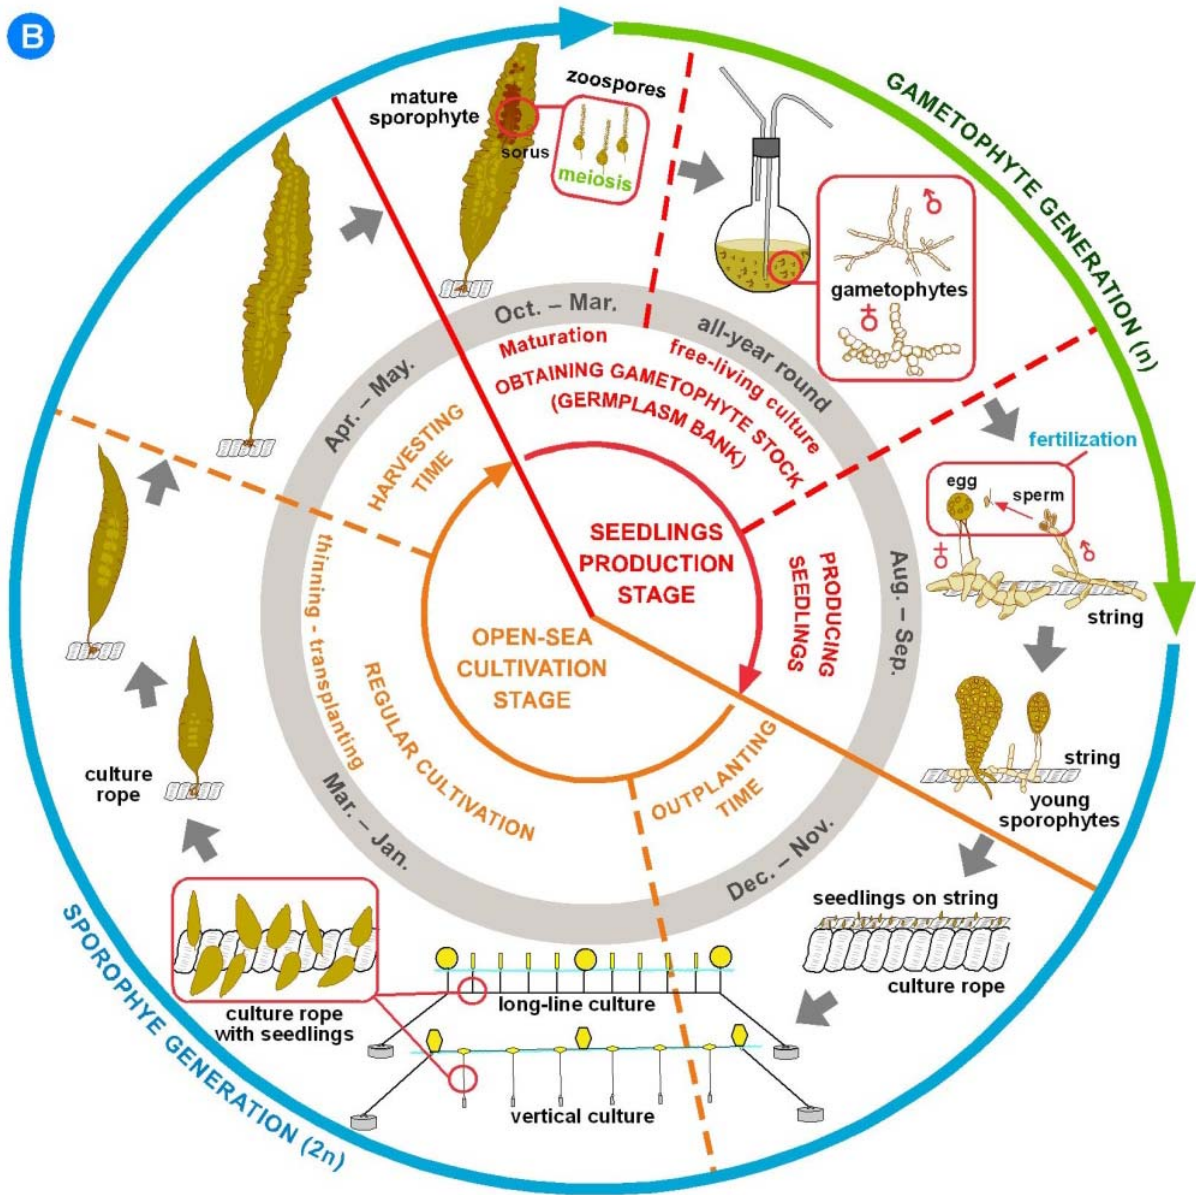 B
mature
sporophyte
sorus
zoospores
meiosis
GAMETOPHYTE GENERATION (n)
♂
gametophytes
♀
fertilization
egg
sperm
♀
♂
string
string
young
sporophytes
seedlings on string
culture rope
long-line culture
vertical culture
culture rope
with seedlings
culture
rope
SPOROPHYE GENERATION (2n)
Oct. – Mar.
all-year round
Aug. – Sep.
Dec. – Nov.
Mar. – Jan.
Apr. – May.
Maturation
free-living culture
OBTAINING GAMETOPHYTE STOCK
(GERMPLASM BANK)
PRODUCING
SEEDLINGS
OUTPLANTING
TIME
REGULAR CULTIVATION
thinning - transplanting
HARVESTING
TIME
SEEDLINGS
PRODUCTION
STAGE
OPEN-SEA
CULTIVATION
STAGE